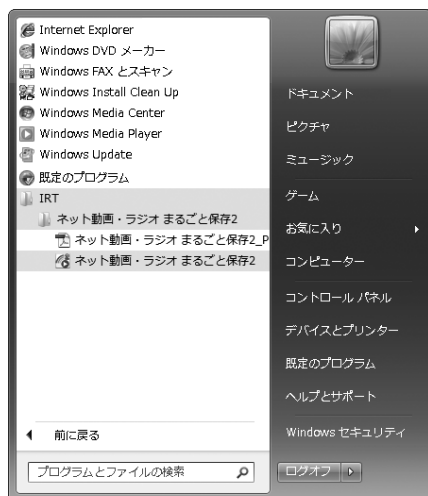 Internet Explorer
Windows DVD メーカー
Windows FAX とスキャン
Windows Install Clean Up
Windows Media Center
Windows Media Player
Windows Update
既定のプログラム
IRT
ネット動画・ラジオ まるごと保存2
ネット動画・ラジオ まるごと保存2_P
ネット動画・ラジオ まるごと保存2
前に戻る
プログラムとファイルの検索
ドキュメント
ピクチャ
ミュージック
ゲーム
お気に入り
コンピューター
コントロール パネル
デバイスとプリンター
既定のプログラム
ヘルプとサポート
Windows セキュリティ
ログオフ